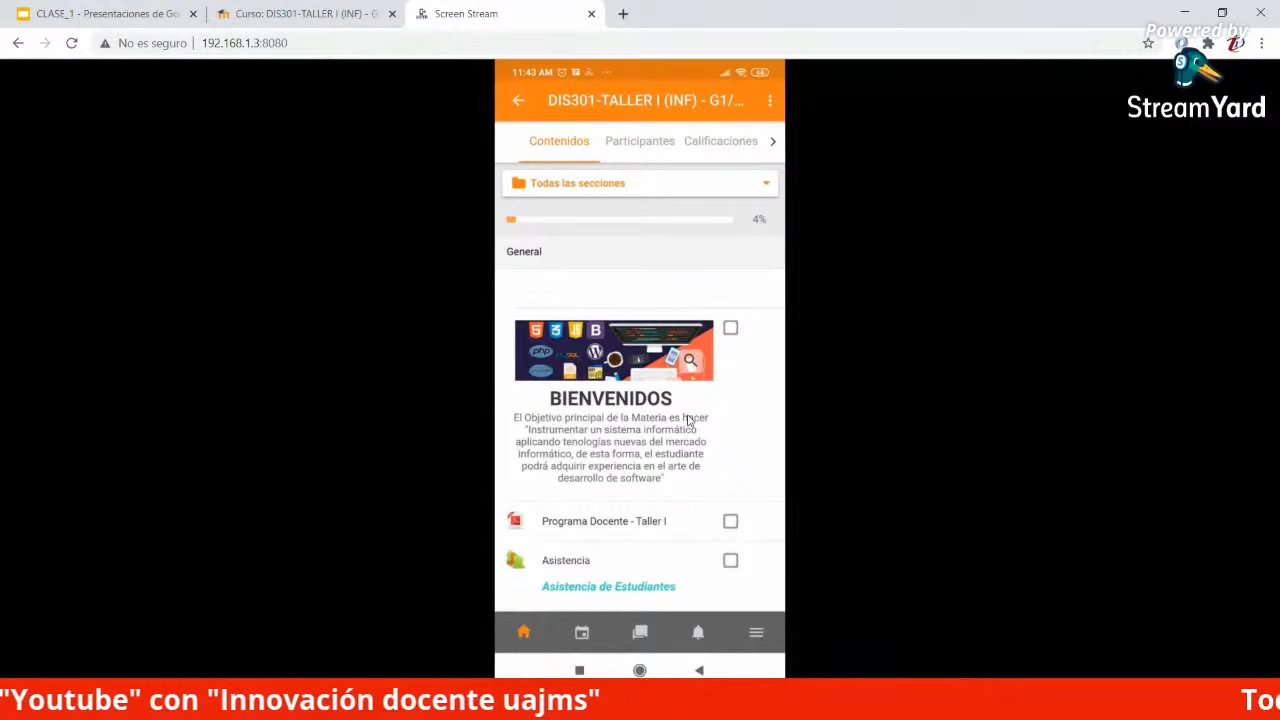 CLASE_1 - Presentaciones de Go
Curso: DIS301-TALLER I (INF) - G
Screen Stream
No es seguro
192.168.1.3:8080
Powered by
StreamYard
11:43 AM
DIS301-TALLER I (INF) - G1/...
Contenidos
Participantes
Calificaciones
Todas las secciones
4%
General
BIENVENIDOS
El Objetivo principal de la Materia es hacer
"Instrumentar un sistema informático
aplicando tenologías nuevas del mercado
informático, de esta forma, el estudiante
podrá adquirir experiencia en el arte de
desarrollo de software"
Programa Docente - Taller I
Asistencia
Asistencia de Estudiantes
"Youtube" con "Innovación docente uajms"
Too